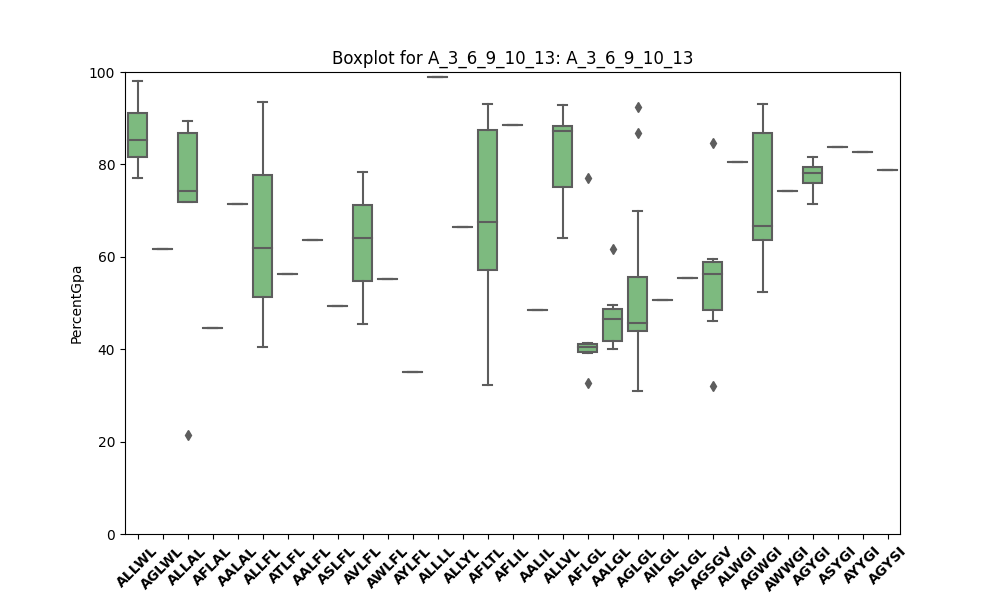 Boxplot for A_3_6_9_10_13: A_3_6_9_10_13
PercentGpa
100
80
60
40
20
0
ALLWL
AGLWL
ALLAL
AFLAL
AALAL
ALLFL
ATLFL
AALFL
ASLFL
AVLFL
AWLFL
AYLFL
ALLLL
ALLYL
AFLTL
AFLIL
AALIL
ALLVL
AFLGL
AALGL
AGLGL
AILGL
ASLGL
AGSGV
ALWGI
AGWGI
AWWGI
AGYGI
ASYGI
AYYGI
AGYSI